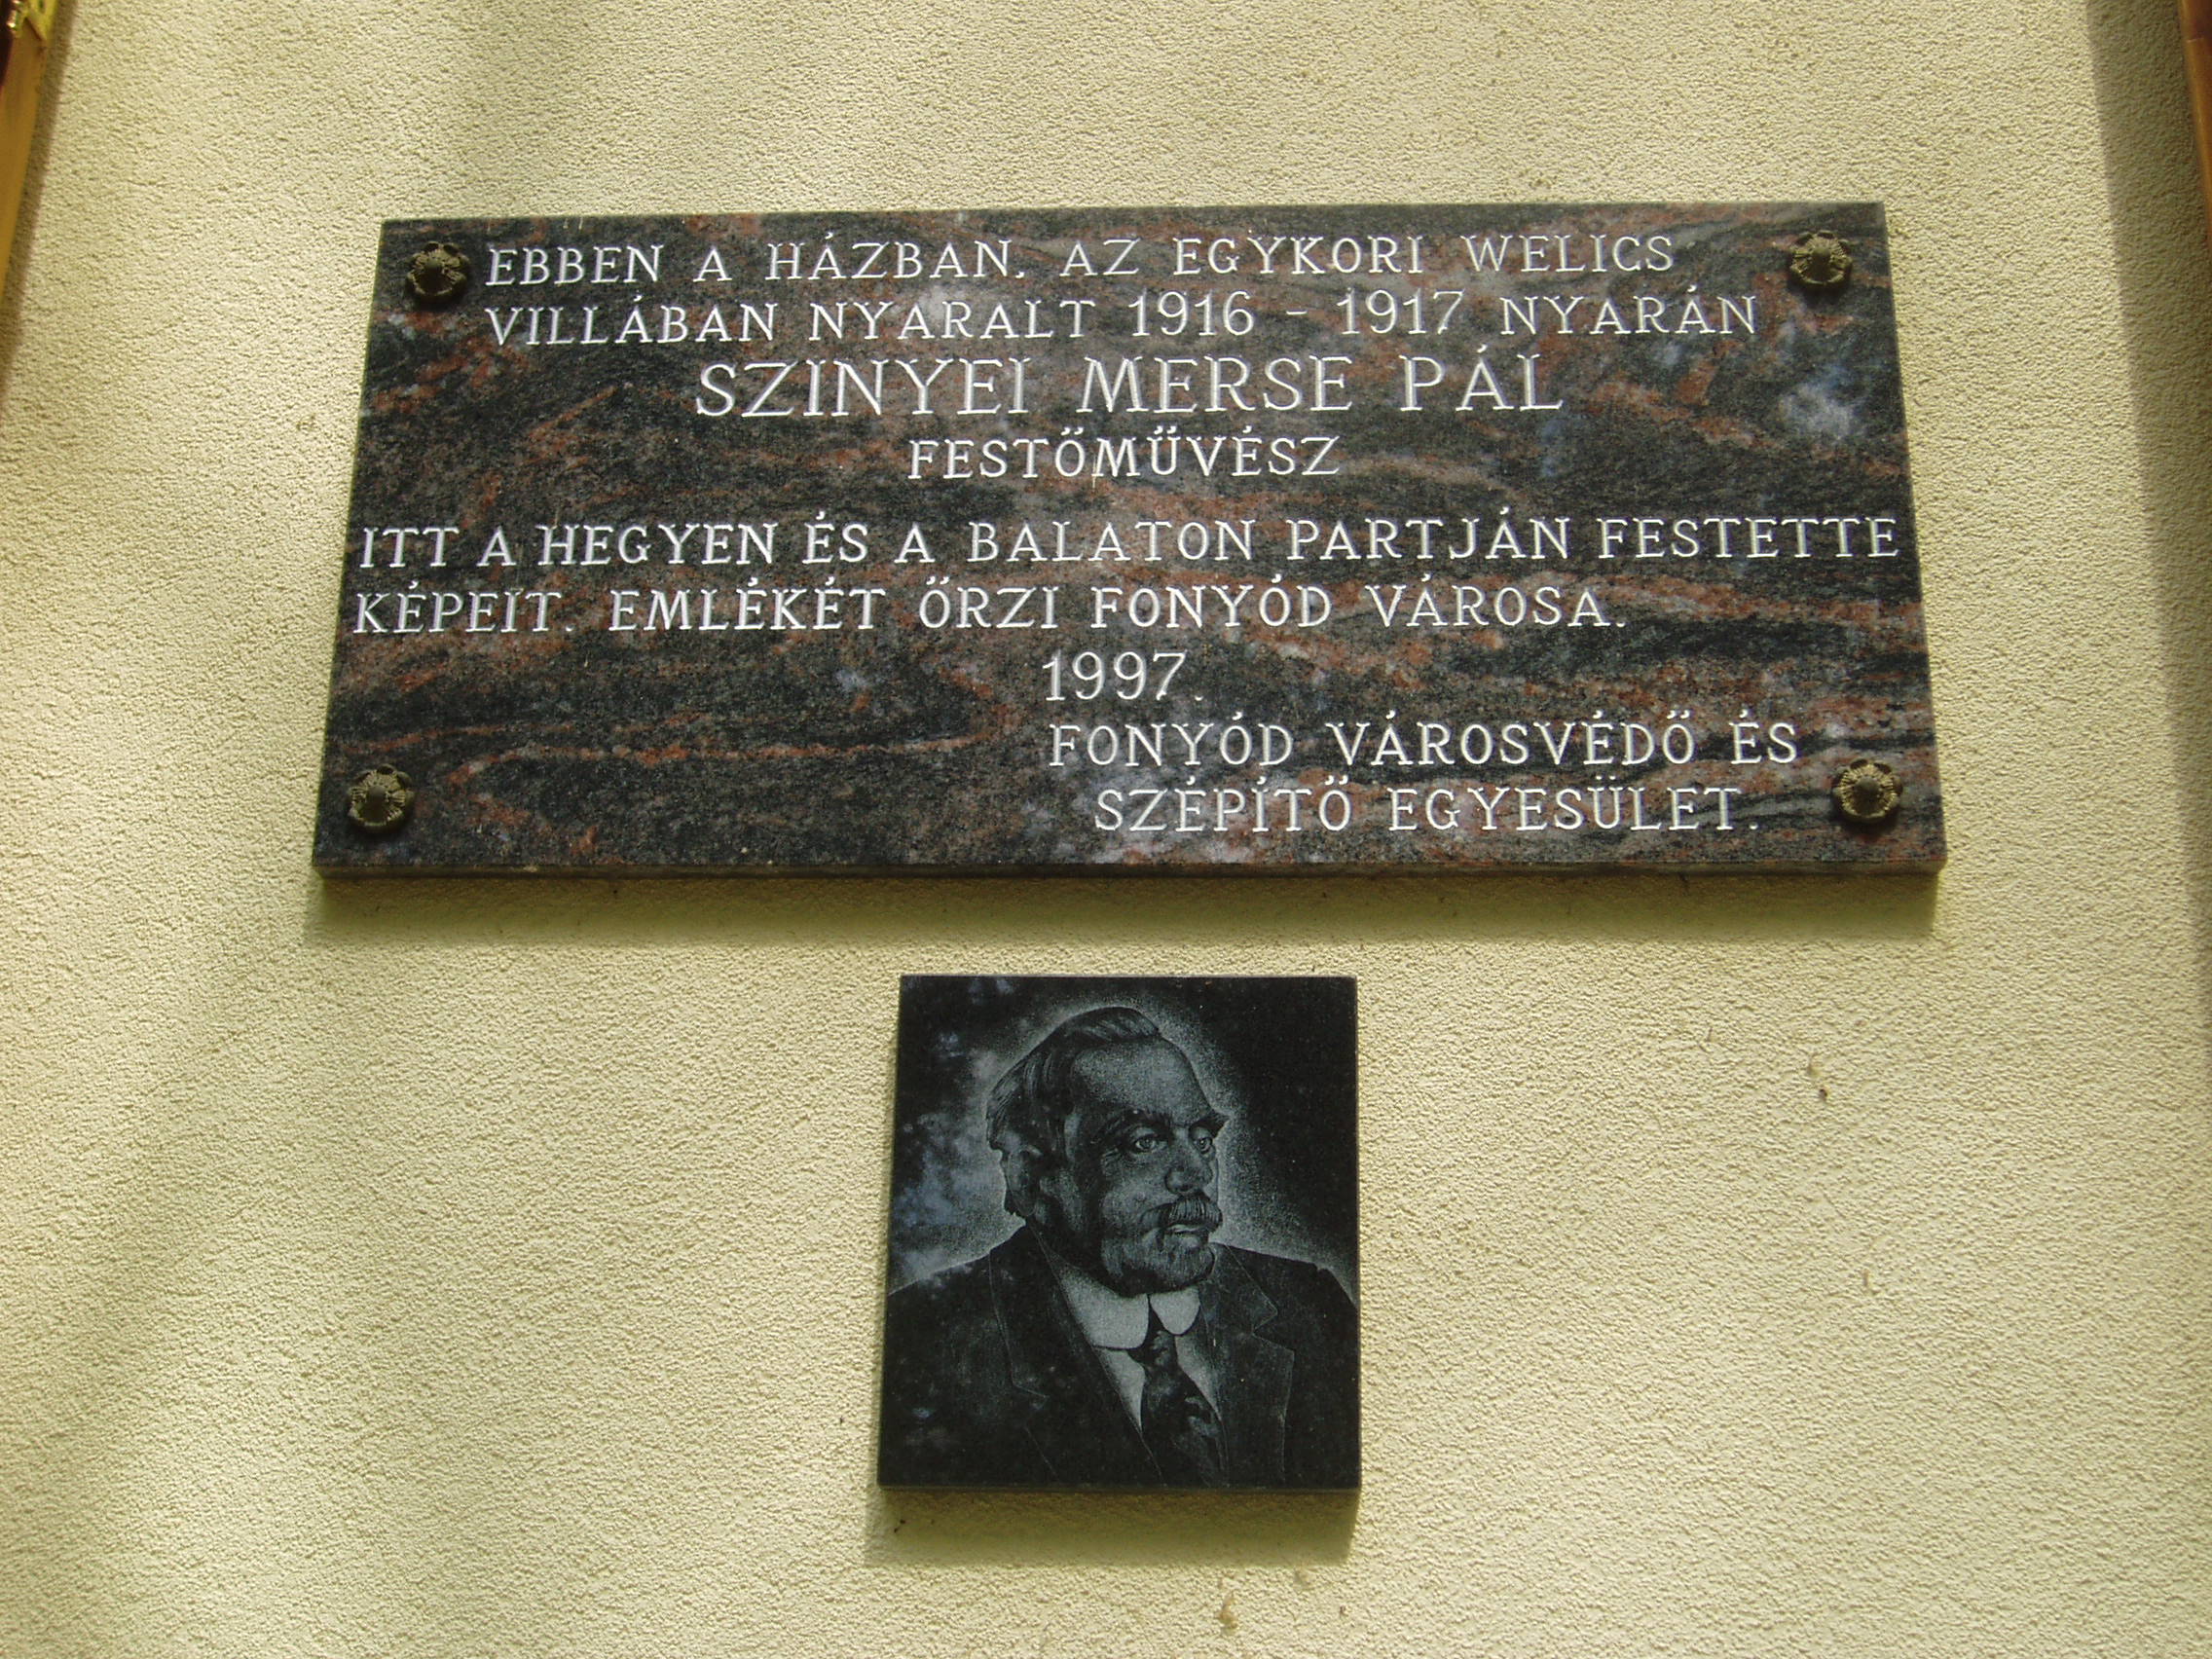 EBBEN A HÁZBAN. AZ EGYKORI WELICS
VILLÁBAN NYARALT 1916 - 1917 NYARÁN
SZINYEI MERSE PÁL
FESTŐMŰVÉSZ
ITT A HEGYEN ÉS A BALATON PARTJÁN FESTETTE
KÉPEIT. EMLÉKÉT ŐRZI FONYÓD VÁROSA.
1997.
FONYÓD VÁROSVÉDŐ ÉS
SZÉPÍTŐ EGYESÜLET.